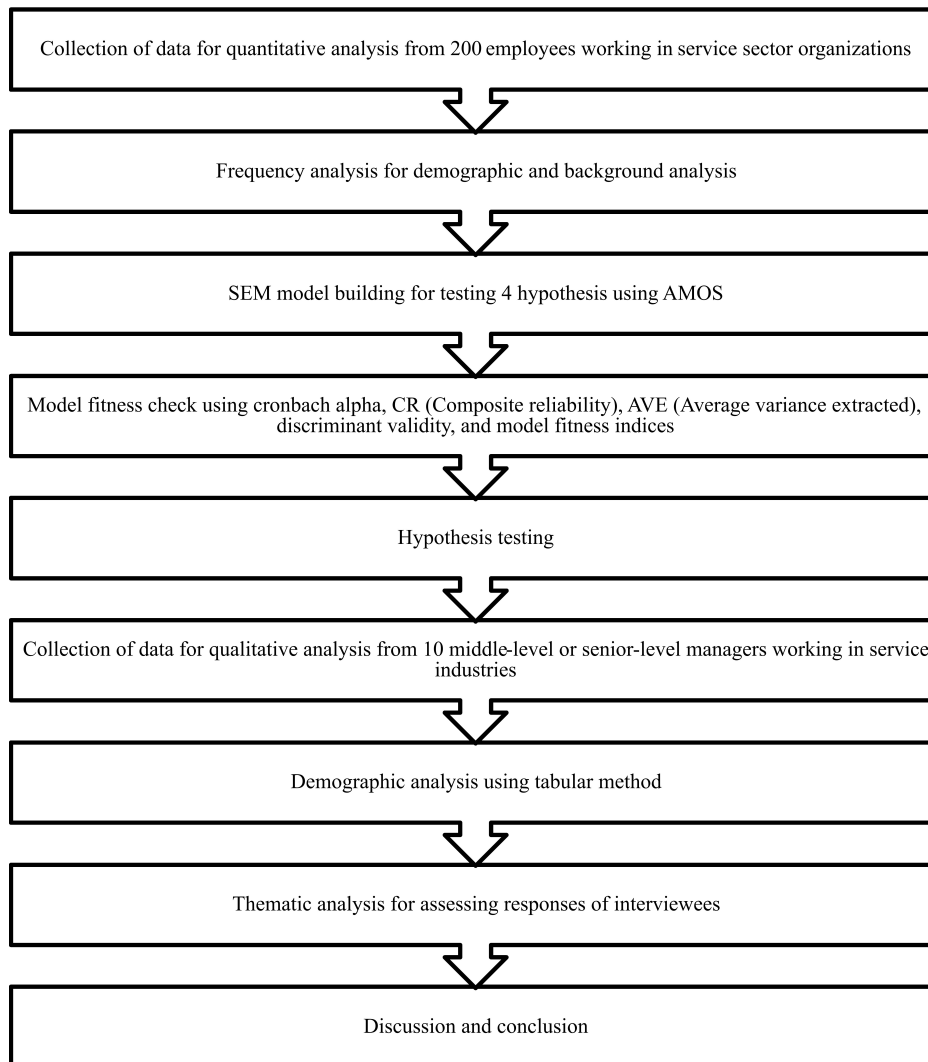 Collection of data for quantitative analysis from 200 employees working in service sector organizations
Frequency analysis for demographic and background analysis
SEM model building for testing 4 hypothesis using AMOS
Model fitness check using cronbach alpha, CR (Composite reliability), AVE (Average variance extracted),
discriminant validity, and model fitness indices
Hypothesis testing
Collection of data for qualitative analysis from 10 middle-level or senior-level managers working in service
industries
Demographic analysis using tabular method
Thematic analysis for assessing responses of interviewees
Discussion and conclusion